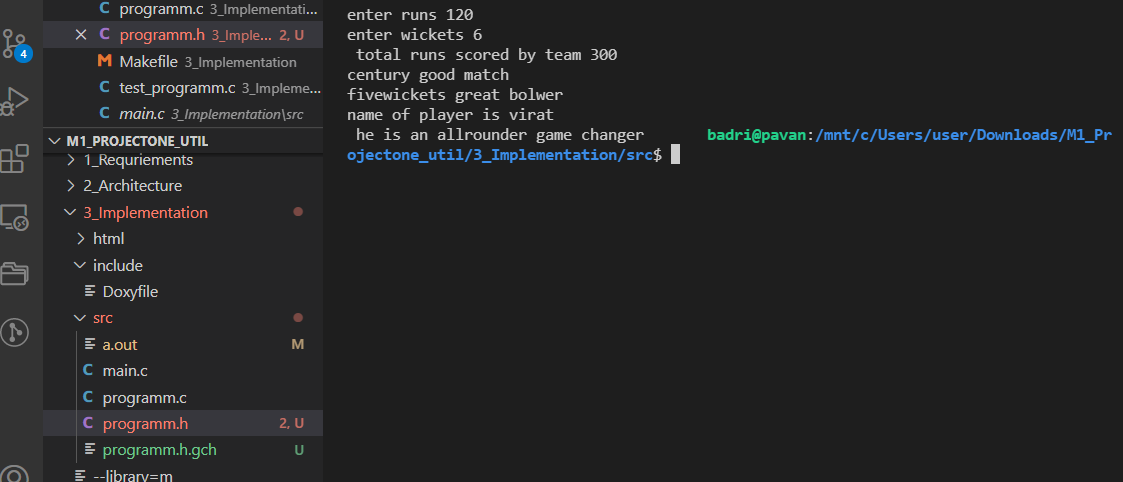 programm.c 3_Implementati...
programm.h 3_Imple... 2, U
Makefile 3_Implementation
test_programm.c 3_Impleme...
main.c 3_Implementation\src
M1_PROJECTONE_UTIL
1_Requriements
2_Architecture
3_Implementation
html
include
Doxyfile
src
a.out M
main.c
programm.c
programm.h 2, U
programm.h.gch U
--library=m
4
enter runs 120
enter wickets 6
total runs scored by team 300
century good match
fivewickets great bolwer
name of player is virat
he is an allrounder game changer badri@pavan:/mnt/c/Users/user/Downloads/M1_Pr
ojectone_util/3_Implementation/src$